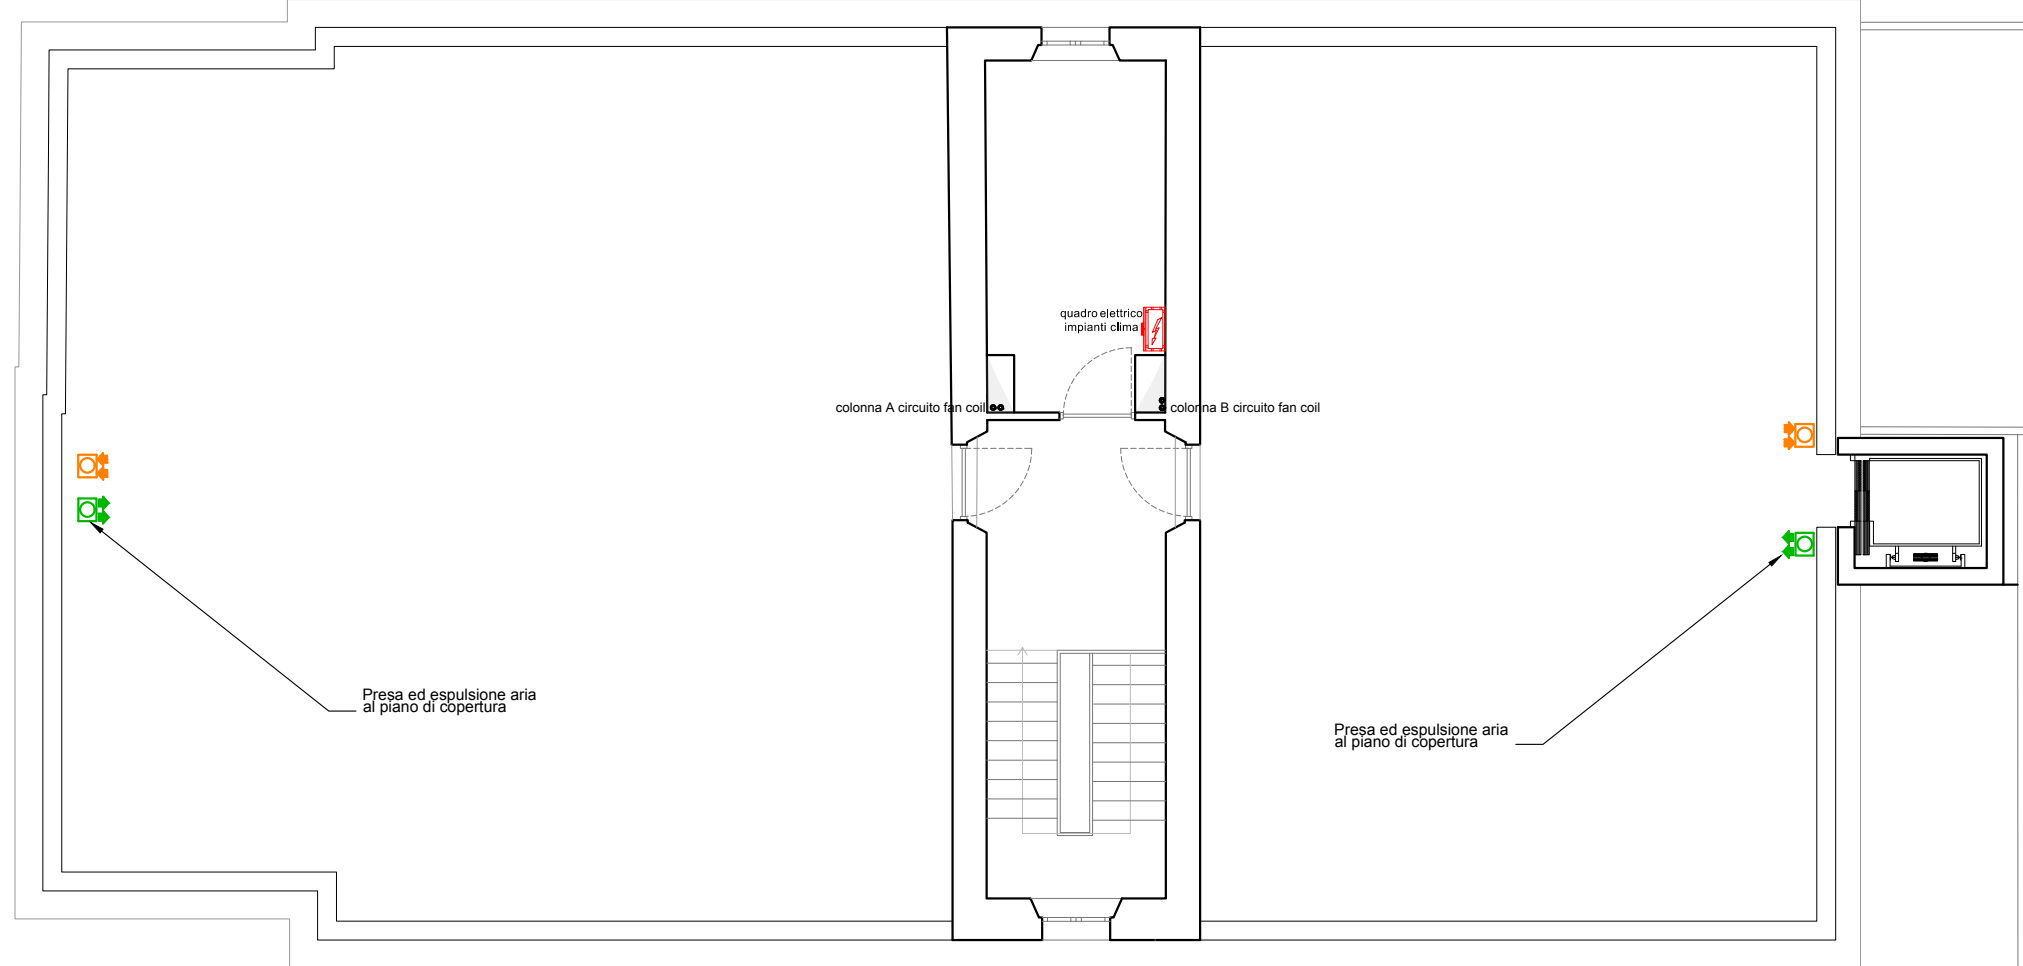 quadro elettrico
impianti clima
colonna A circuito fan coil
colonna B circuito fan coil
Presa ed espulsione aria
al piano di copertura
Presa ed espulsione aria
al piano di copertura